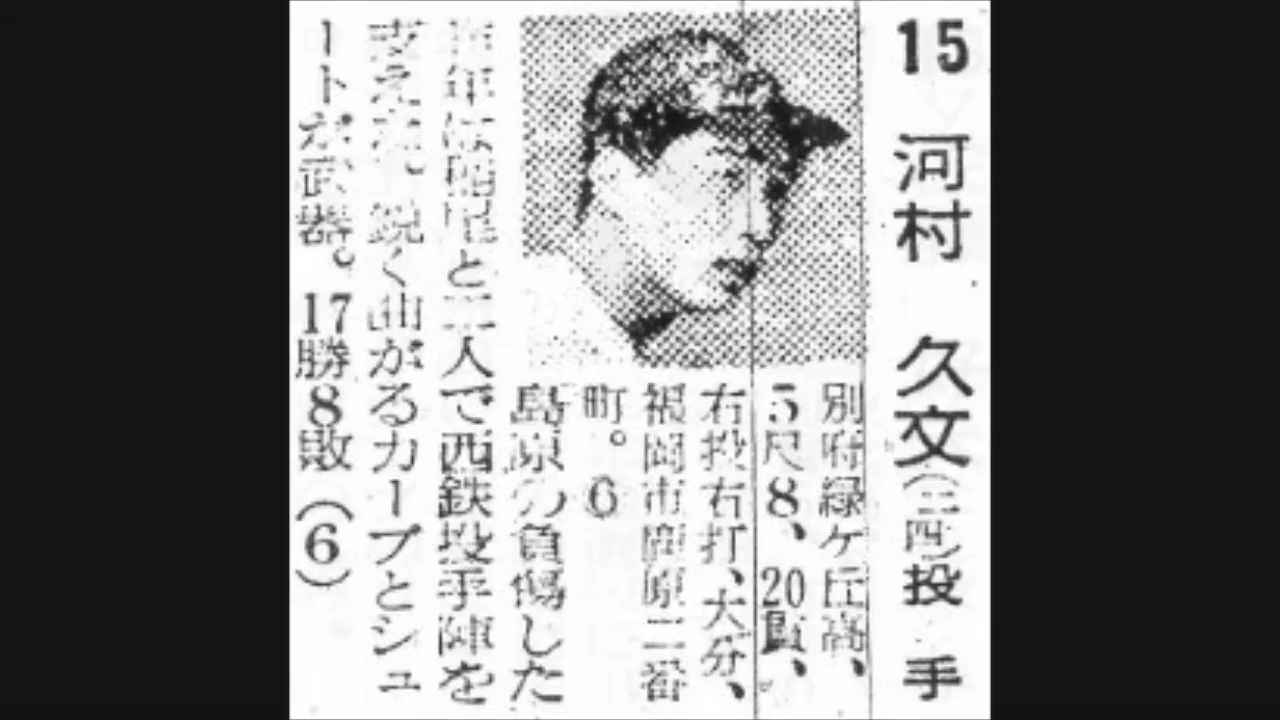 15 河村 久文(二四)投手
別府緑ケ丘高、
5尺8、20貫、
右投右打、大分、
福岡市鹿原二番
町。6
島原の負傷した
年は稲尾と二人で西鉄投手陣を
支えた。鋭く曲がるカーブとシュ
ートが武器。17勝8敗(6)